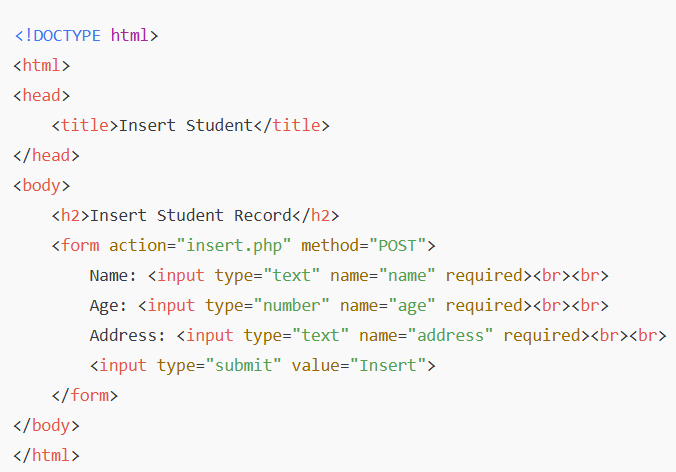 <!DOCTYPE html>
<html>
<head>
    <title>Insert Student</title>
</head>
<body>
    <h2>Insert Student Record</h2>
    <form action="insert.php" method="POST">
        Name: <input type="text" name="name" required><br><br>
        Age: <input type="number" name="age" required><br><br>
        Address: <input type="text" name="address" required><br><br>
        <input type="submit" value="Insert">
    </form>
</body>
</html>